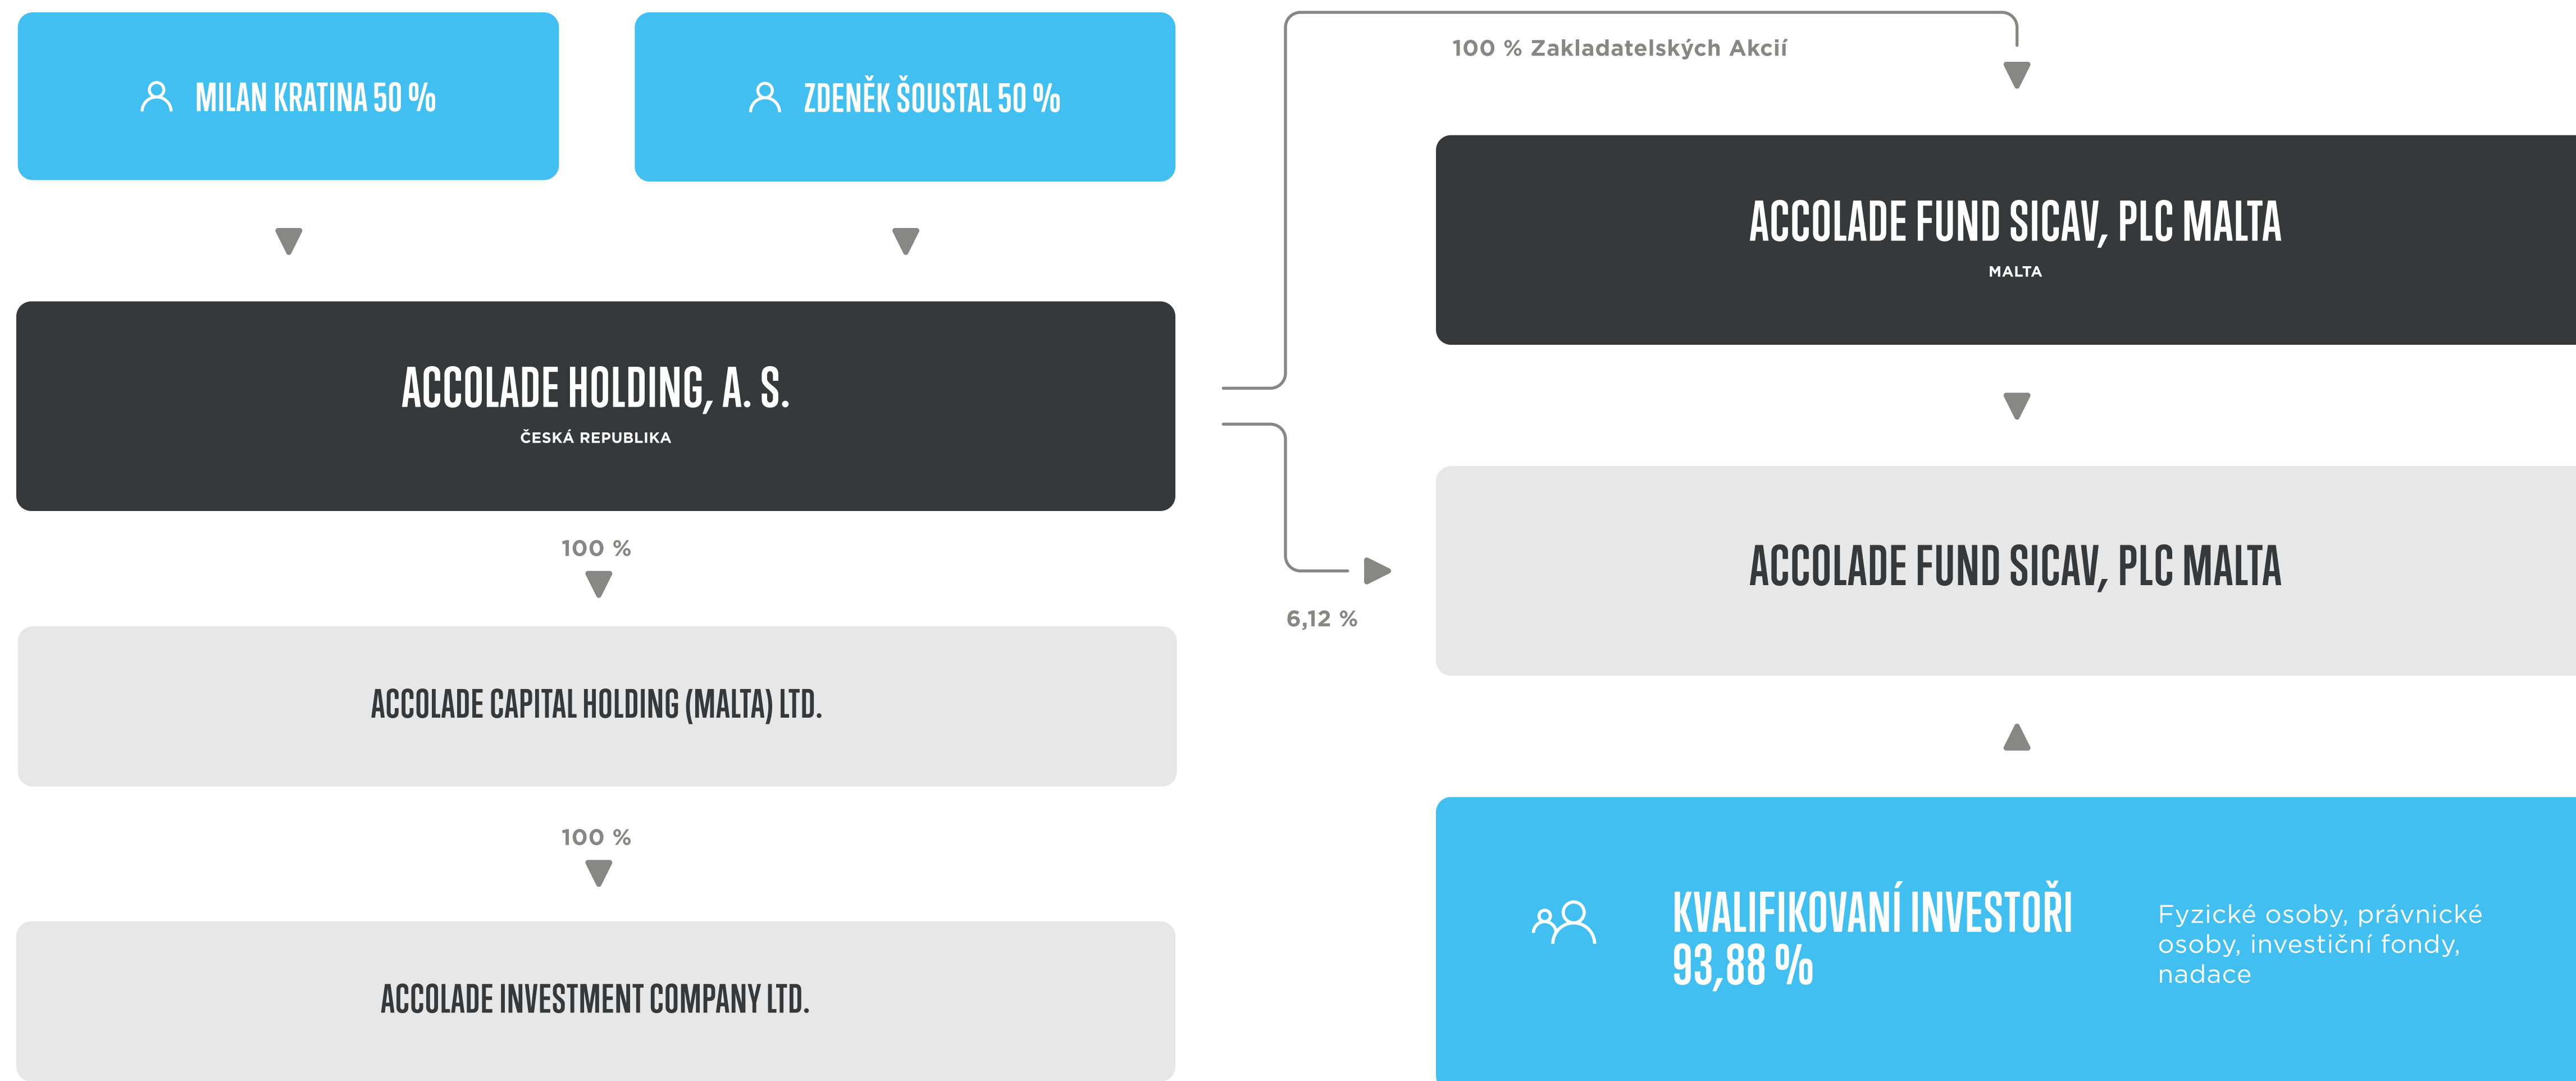 MILAN KRATINA 50 %
ZDENĚK ŠOUSTAL 50 %
ACCOLADE HOLDING, A. S.
ČESKÁ REPUBLIKA
100 %
ACCOLADE CAPITAL HOLDING (MALTA) LTD.
100 %
ACCOLADE INVESTMENT COMPANY LTD.
100 % Zakladatelských Akcií
ACCOLADE FUND SICAV, PLC MALTA
MALTA
6,12 %
ACCOLADE FUND SICAV, PLC MALTA
KVALIFIKOVANÍ INVESTOŘI
93,88 %
Fyzické osoby, právnické
osoby, investiční fondy,
nadace